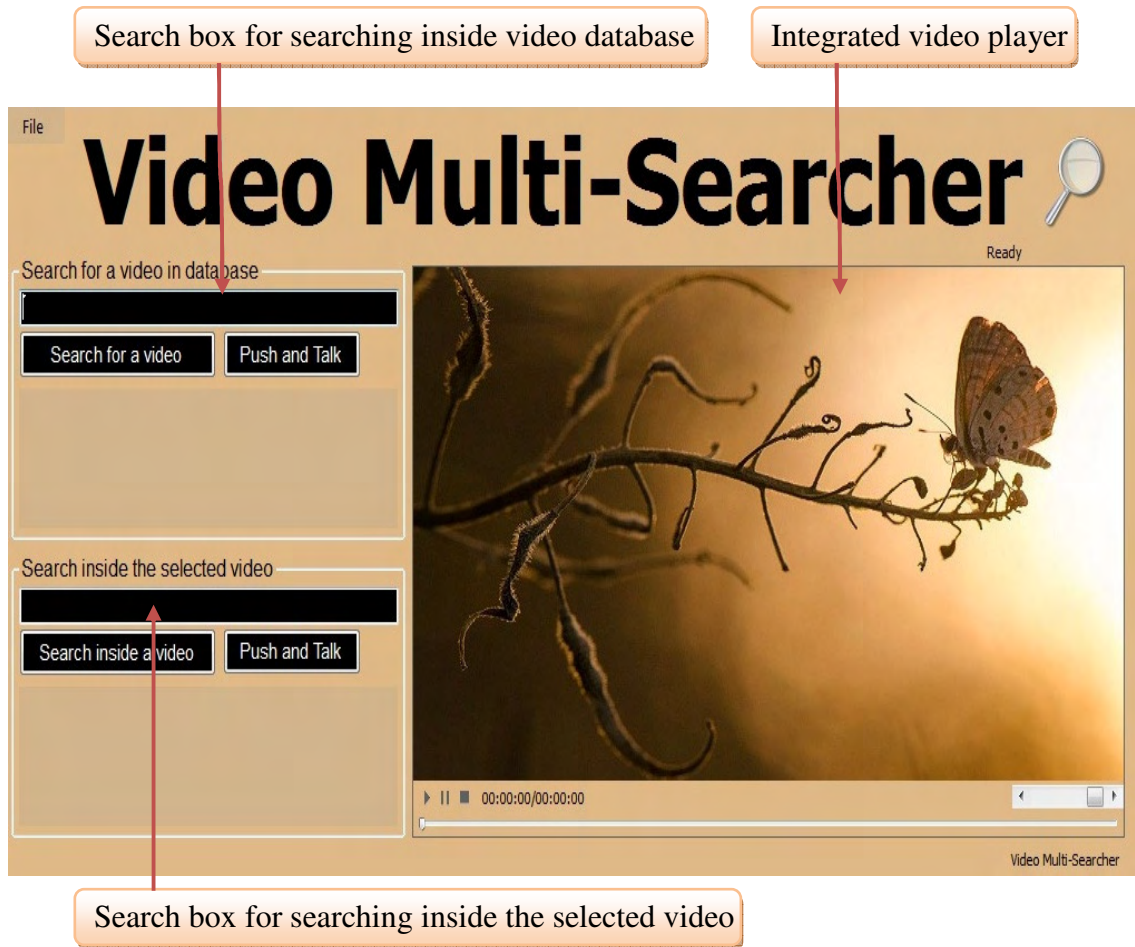 Search box for searching inside video database
Integrated video player
File
Video Multi-Searcher
Ready
Search for a video in database
Search for a video
Push and Talk
Search inside the selected video
Search inside a video
Push and Talk
00:00:00/00:00:00
Video Multi-Searcher
Search box for searching inside the selected video